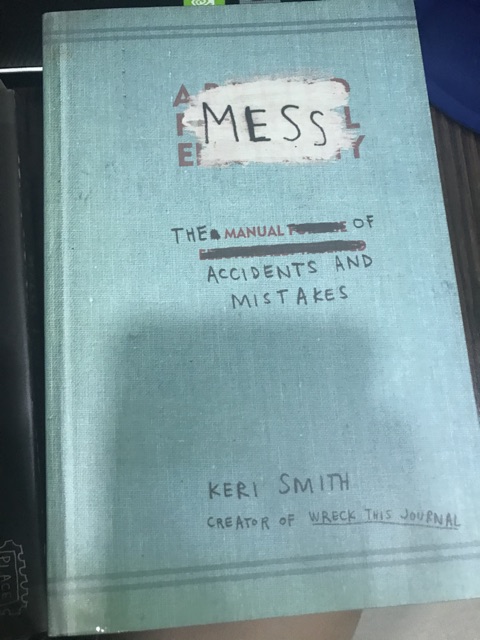 MESS
THE MANUAL OF
ACCIDENTS AND
MISTAKES
KERI SMITH
CREATOR OF WRECK THIS JOURNAL